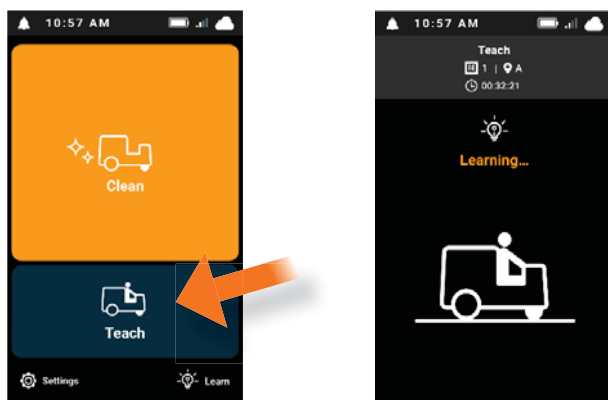 10:57 AM
Clean
Teach
Settings
Learn
10:57 AM
Teach
1 | A
00:32:21
Learning...